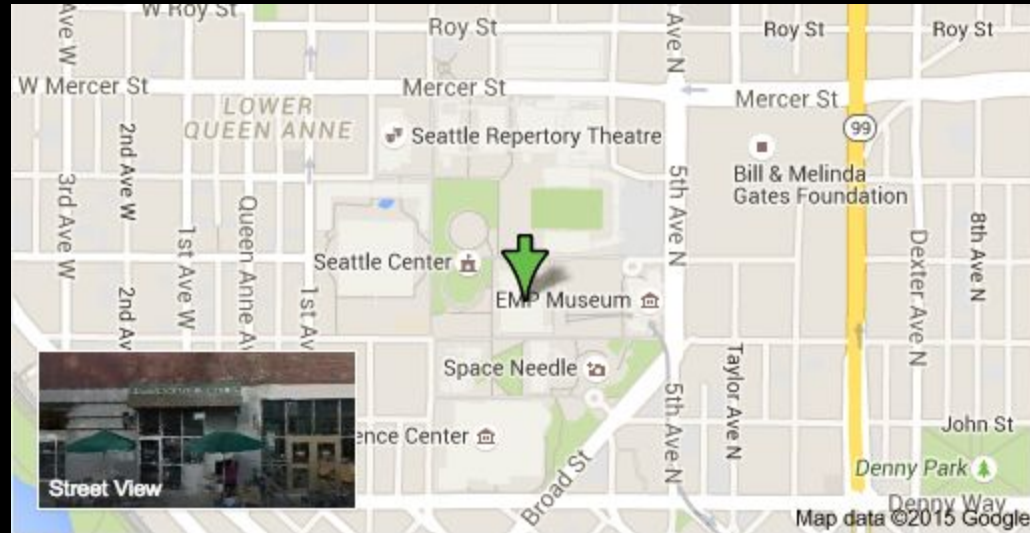 W Roy St
Roy St
Roy St
Roy St
Ave W
Ave N
W Mercer St
Mercer St
Mercer St
LOWER
QUEEN ANNE
Seattle Repertory Theatre
99
Bill & Melinda
Gates Foundation
2nd Ave W
3rd Ave W
1st Ave W
Queen Anne Av
5th Ave N
8th Ave N
Dexter Ave N
Seattle Center
EMP Museum
2nd Av
1st Av
Space Needle
Taylor Ave N
5th Ave N
ence Center
John St
Broad St
Denny Park
Denny Way
Street View
Map data ©2015 Google